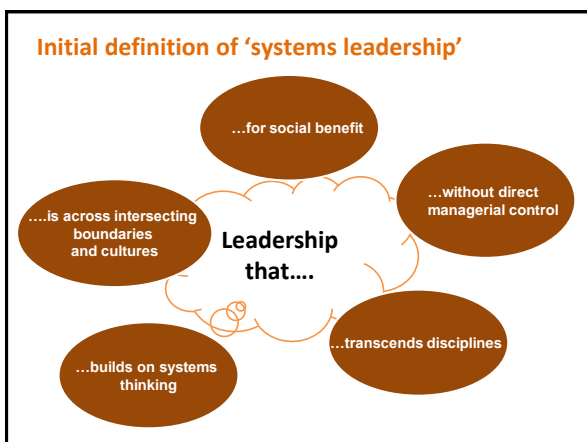 Initial definition of ‘systems leadership’
…for social benefit
…without direct
managerial control
….is across intersecting
boundaries
and cultures
Leadership
that….
…transcends disciplines
…builds on systems
thinking